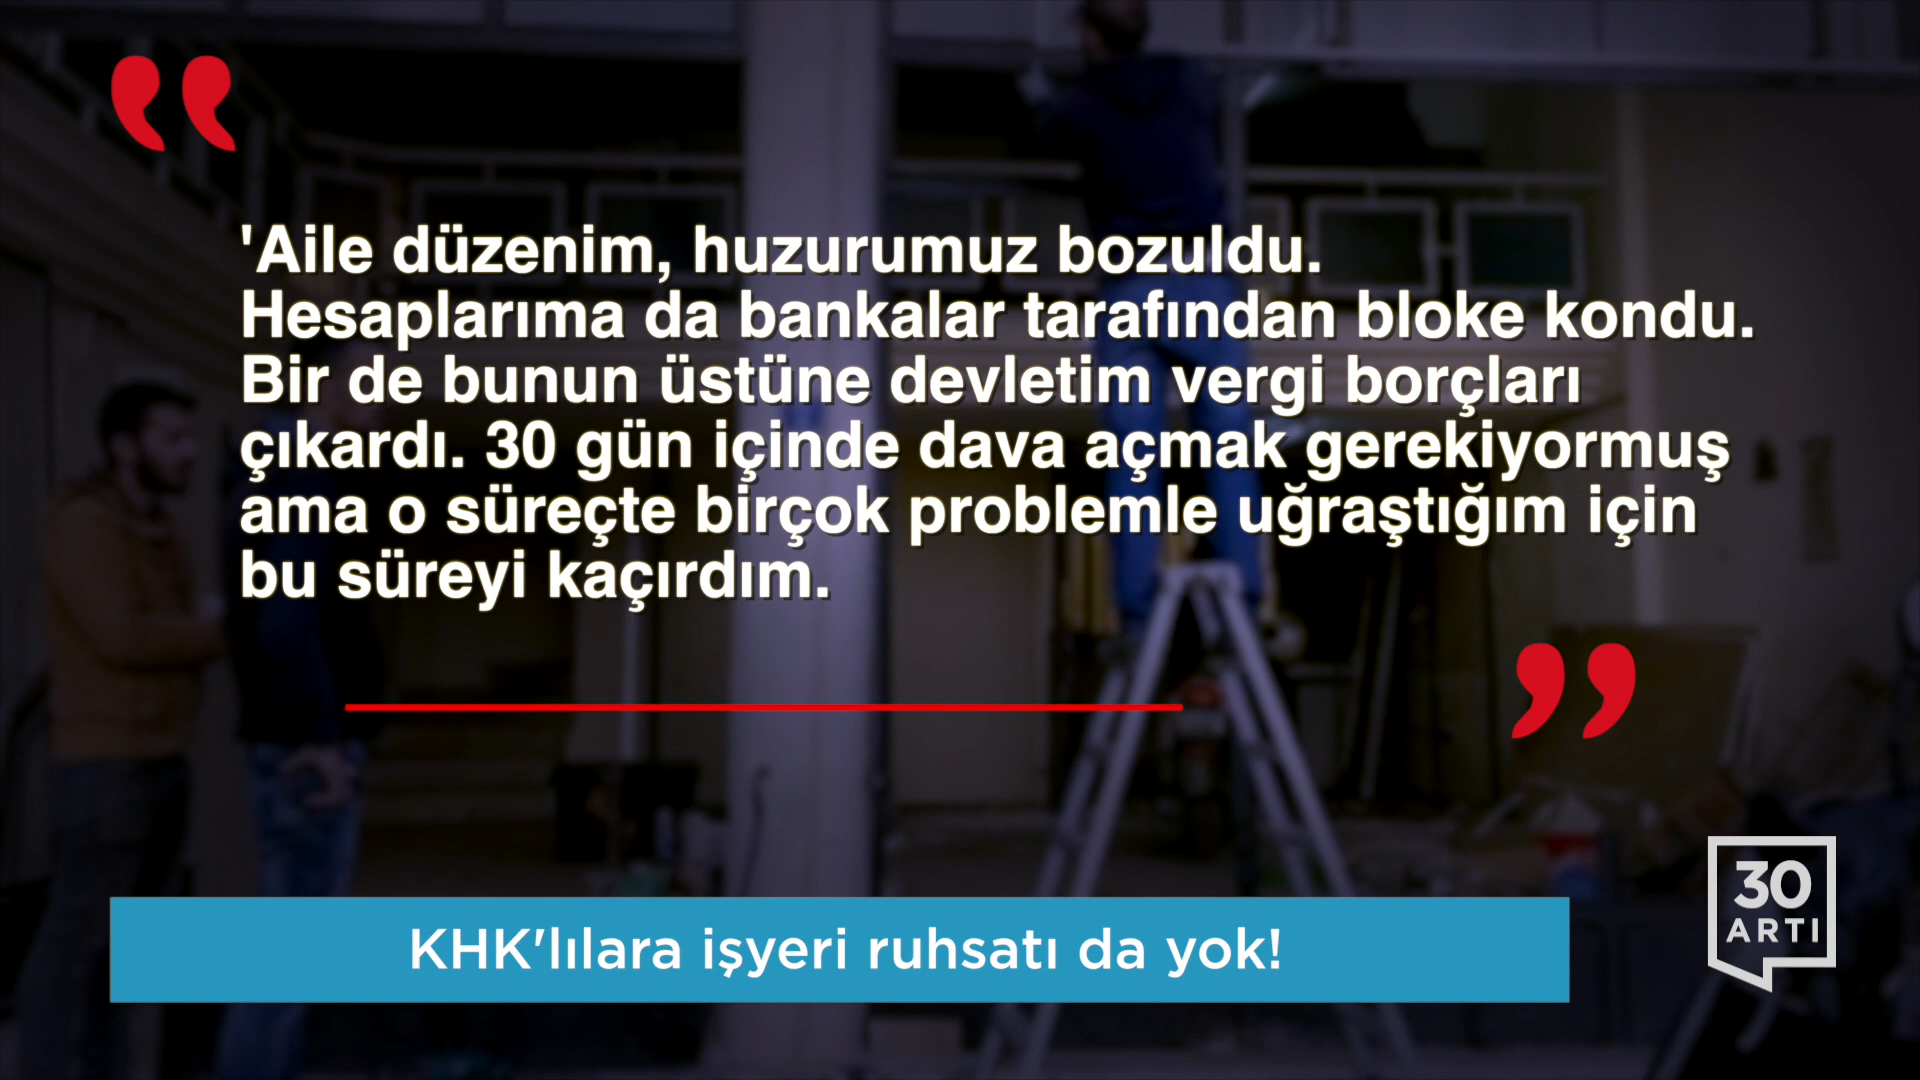 'Aile düzenim, huzurumuz bozuldu.
Hesaplarıma da bankalar tarafından bloke kondu.
Bir de bunun üstüne devletim vergi borçları
çıkardı. 30 gün içinde dava açmak gerekiyormuş
ama o süreçte birçok problemle uğraştığım için
bu süreyi kaçırdım.
KHK'lılara işyeri ruhsatı da yok!
30
ARTI